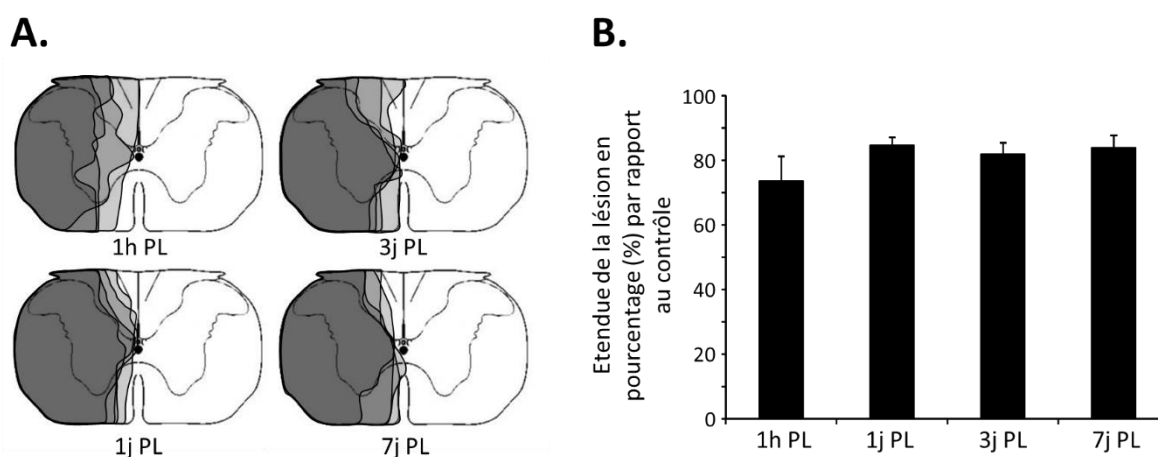 A.
1h PL
3j PL
1j PL
7j PL
B.
Etendue de la lésion en
pourcentage (%) par rapport
au contrôle
100
80
60
40
20
0
1h PL
1j PL
3j PL
7j PL